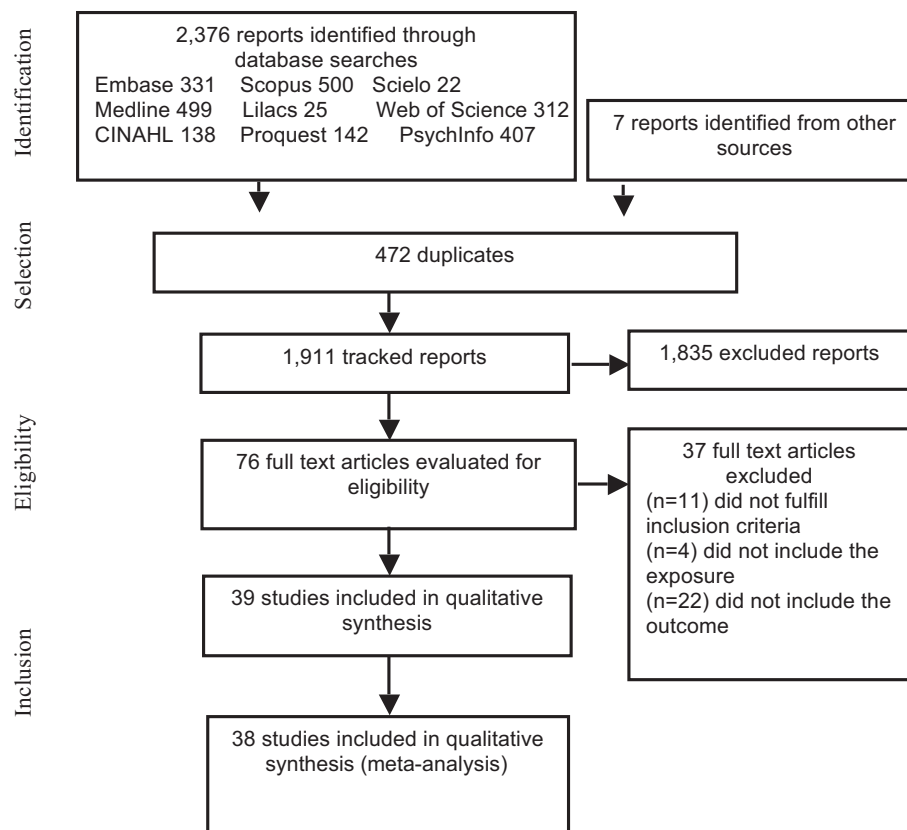 Identification
2,376 reports identified through
database searches
Embase 331 Scopus 500 Scielo 22
Medline 499 Lilacs 25 Web of Science 312
CINAHL 138 Proquest 142 PsychInfo 407
7 reports identified from other
sources
Selection
472 duplicates
1,911 tracked reports
1,835 excluded reports
Eligibility
76 full text articles evaluated for
eligibility
37 full text articles
excluded
(n=11) did not fulfill
inclusion criteria
(n=4) did not include the
exposure
(n=22) did not include the
outcome
Inclusion
39 studies included in qualitative
synthesis
38 studies included in qualitative
synthesis (meta-analysis)